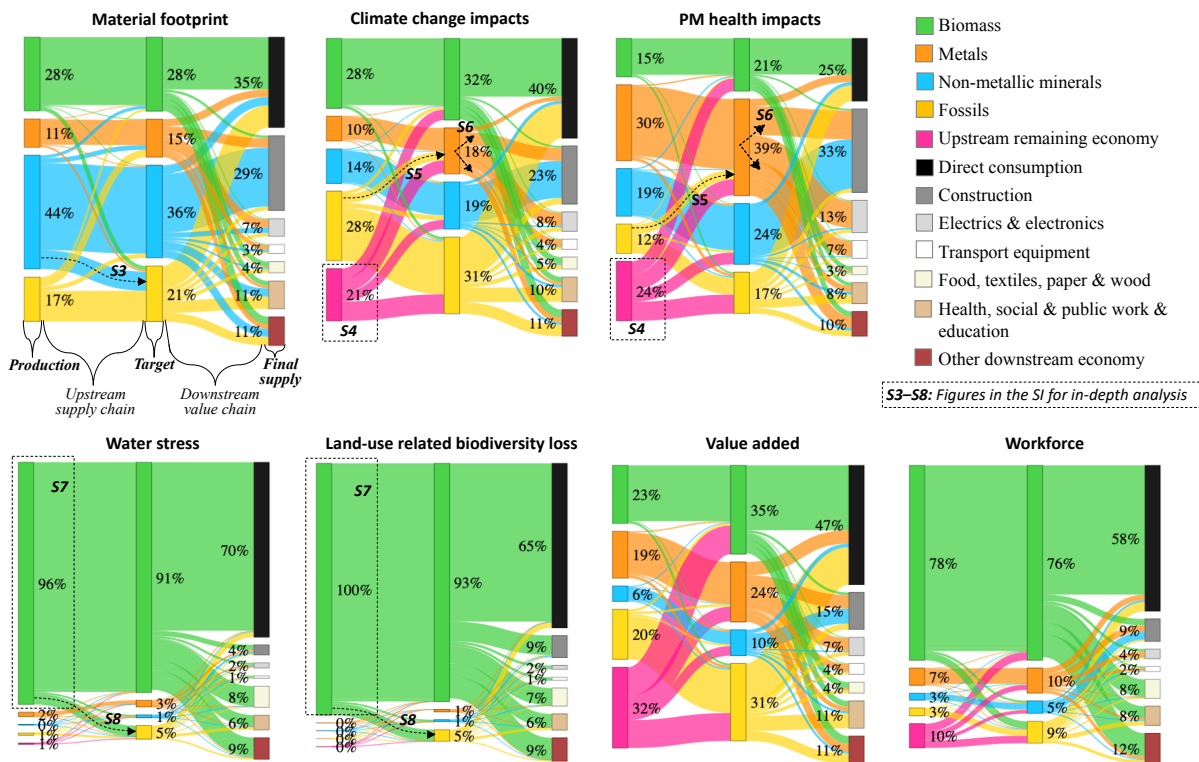 Material footprint
28%
11%
44%
17%
28%
15%
36%
21%
35%
29%
7%
3%
4%
11%
11%
S3
Production
Target
Final
supply
Upstream
supply chain
Downstream
value chain
Climate change impacts
28%
10%
14%
28%
21%
32%
18%
19%
31%
40%
23%
8%
4%
5%
10%
11%
S6
S5
S4
PM health impacts
15%
30%
19%
12%
24%
21%
39%
24%
17%
25%
33%
13%
7%
3%
8%
10%
S6
S5
S4
Biomass
Metals
Non-metallic minerals
Fossils
Upstream remaining economy
Direct consumption
Construction
Electrics & electronics
Transport equipment
Food, textiles, paper & wood
Health, social & public work &
education
Other downstream economy
S3–S8: Figures in the SI for in-depth analysis
Water stress
S7
96%
0%
1%
1%
91%
3%
1%
5%
70%
4%
2%
1%
8%
6%
9%
S8
Land-use related biodiversity loss
S7
100%
0%
0%
0%
0%
93%
1%
1%
5%
65%
9%
2%
1%
7%
6%
9%
S8
Value added
23%
19%
6%
20%
32%
35%
24%
10%
31%
47%
15%
7%
4%
4%
11%
11%
Workforce
78%
7%
3%
3%
10%
76%
10%
5%
9%
58%
9%
4%
2%
8%
8%
12%